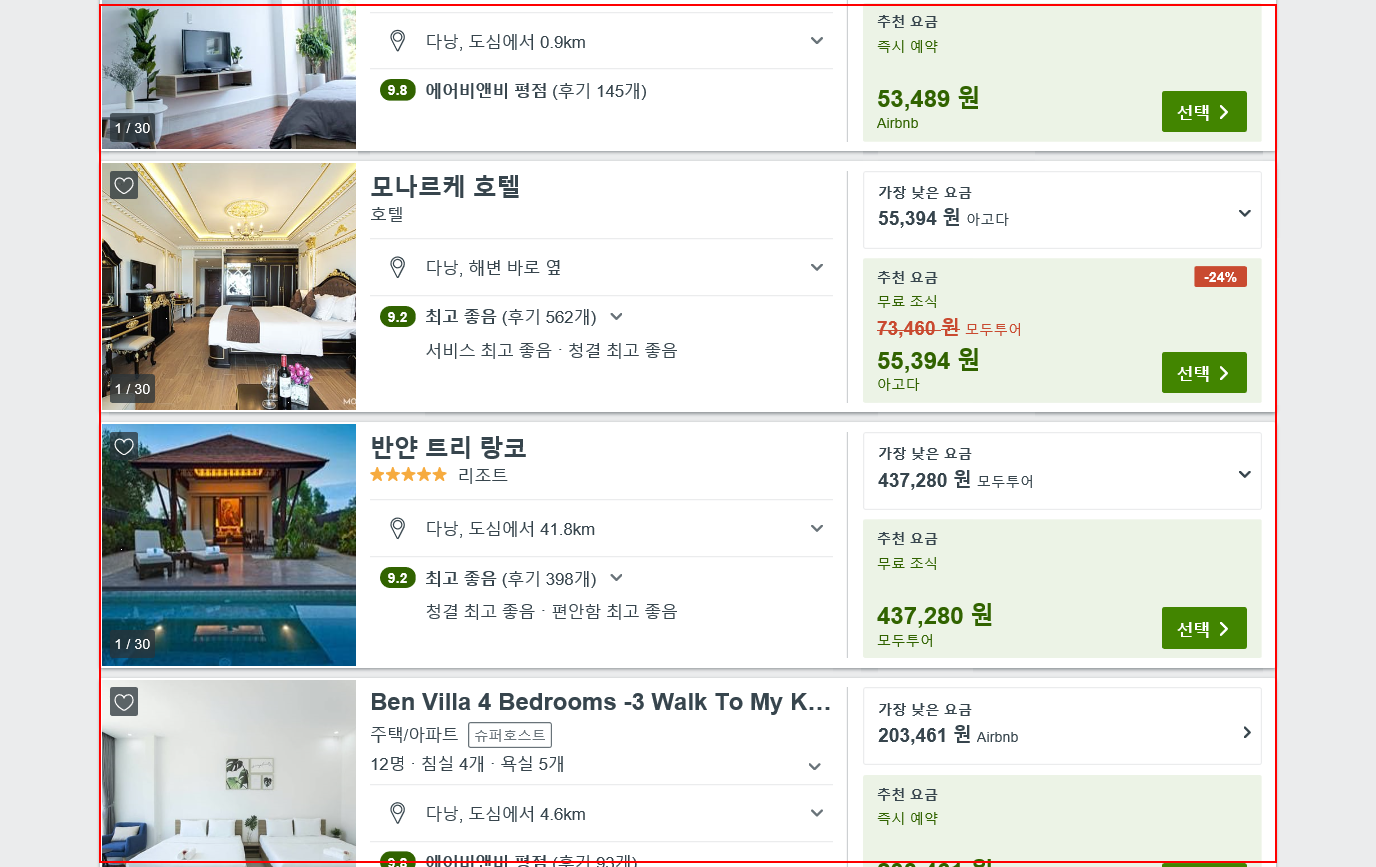 다낭, 도심에서 0.9km
9.8 에어비앤비 평점 (후기 145개)
1 / 30
추천 요금
즉시 예약
53,489 원
Airbnb
선택
모나르케 호텔
호텔
다낭, 해변 바로 옆
9.2 최고 좋음 (후기 562개)
서비스 최고 좋음 · 청결 최고 좋음
1 / 30
가장 낮은 요금
55,394 원 아고다
추천 요금
-24%
무료 조식
73,460 원 모두투어
55,394 원
아고다
선택
반얀 트리 랑코
리조트
다낭, 도심에서 41.8km
9.2 최고 좋음 (후기 398개)
청결 최고 좋음 · 편안함 최고 좋음
1 / 30
가장 낮은 요금
437,280 원 모두투어
추천 요금
무료 조식
437,280 원
모두투어
선택
Ben Villa 4 Bedrooms -3 Walk To My K...
주택/아파트 슈퍼호스트
12명 · 침실 4개 · 욕실 5개
다낭, 도심에서 4.6km
9.8 에어비앤비 평점 (후기 93개)
가장 낮은 요금
203,461 원 Airbnb
추천 요금
즉시 예약